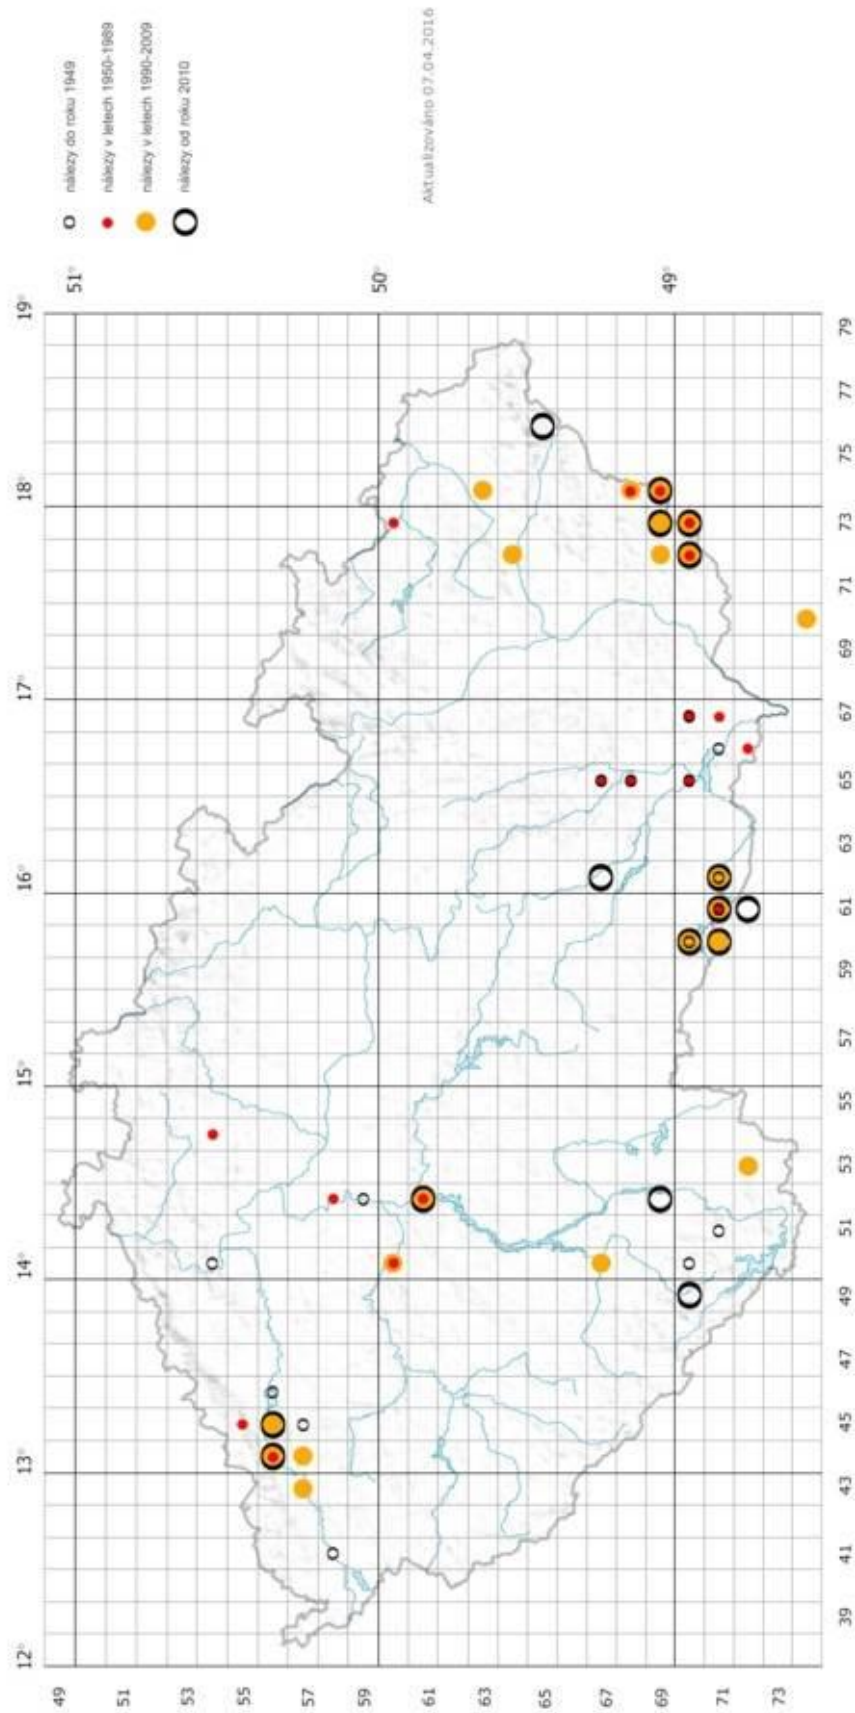 12° 13° 14° 15° 16° 17° 18° 19°
49
51°
51
53
55
57
59
50°
61
63
65
67
69
49°
71
73
39 41 43 45 47 49 51 53 55 57 59 61 63 65 67 69 71 73 75 77 79
nálezy do roku 1949
nálezy v letech 1950-1989
nálezy v letech 1990-2009
nálezy od roku 2010
Aktualizováno 07.04.2016